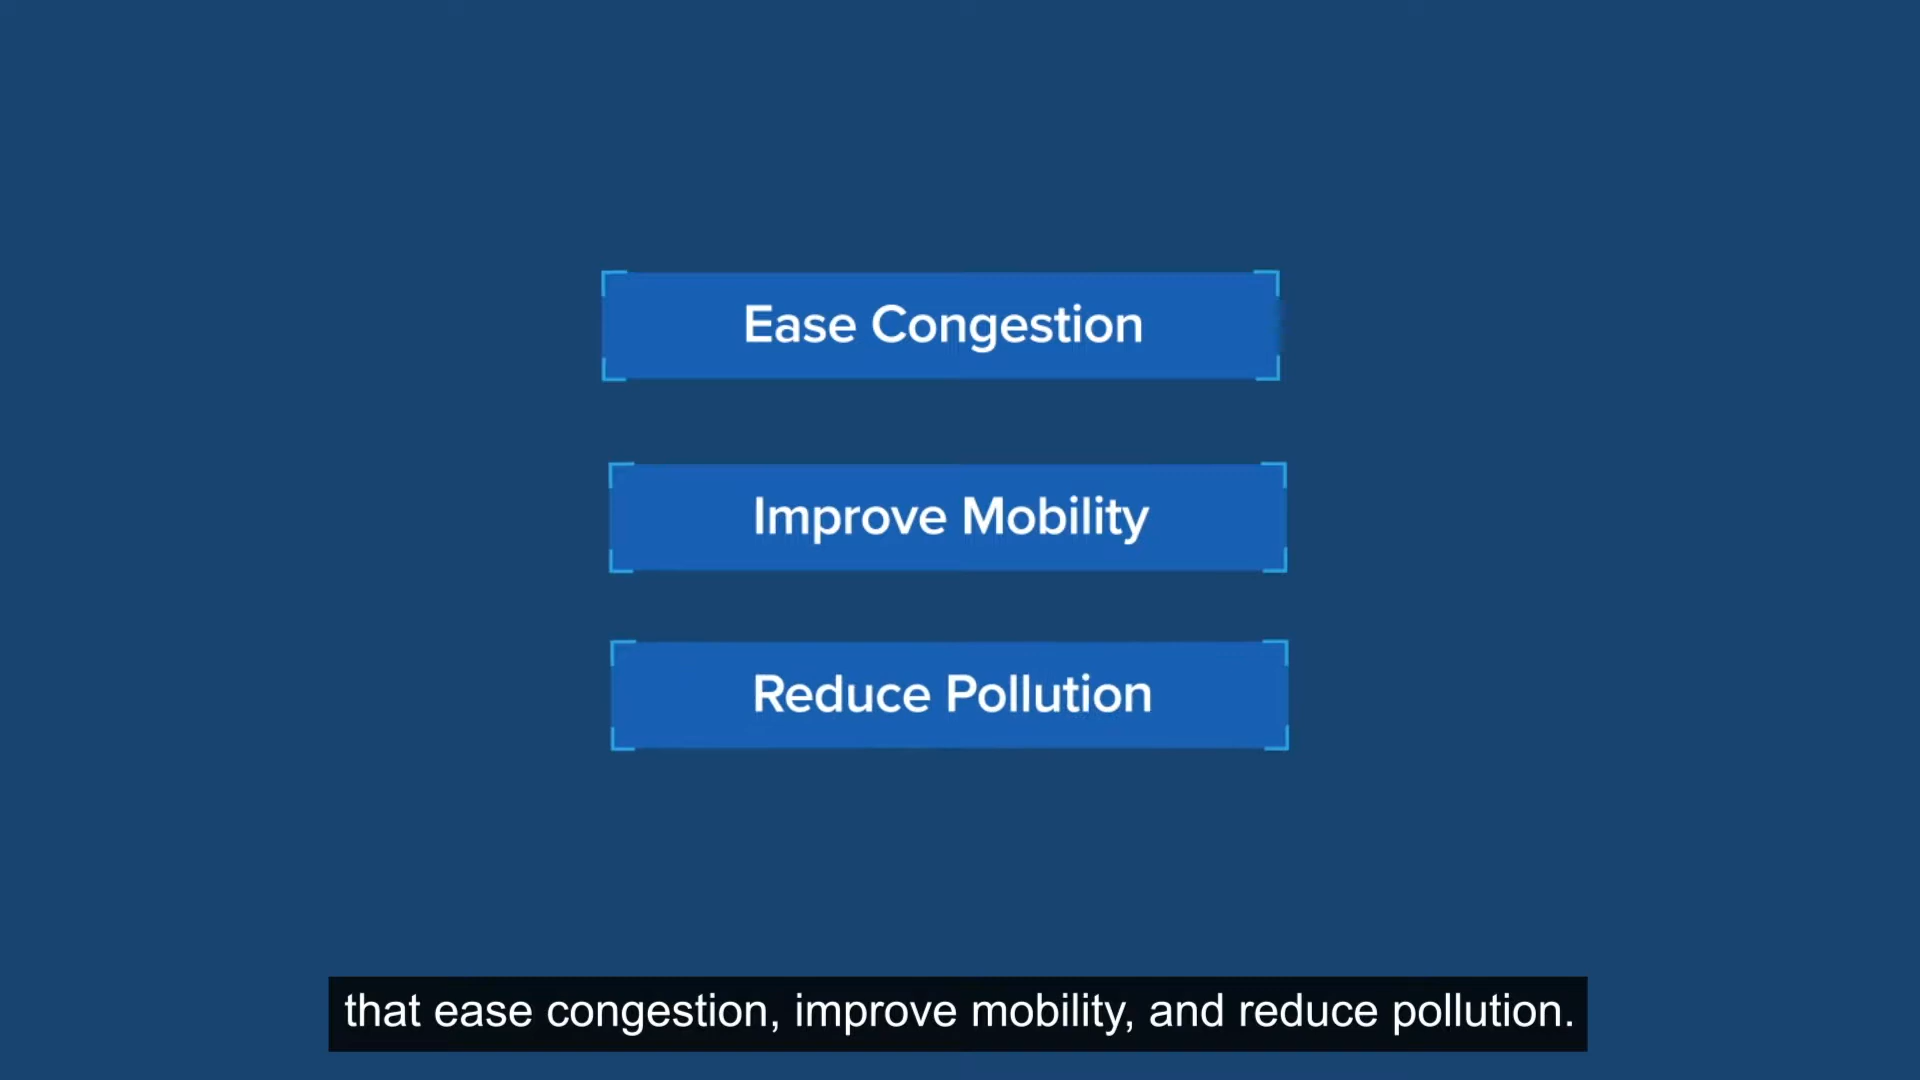 Ease Congestion
Improve Mobility
Reduce Pollution
that ease congestion, improve mobility, and reduce pollution.